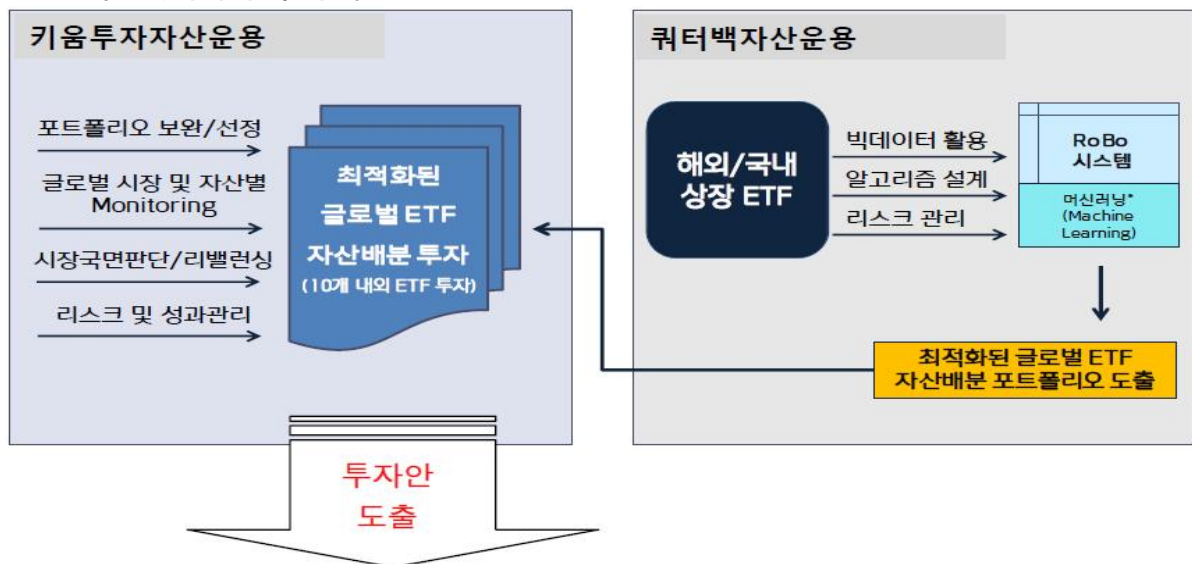 키움투자자산운용
포트폴리오 보완/선정
글로벌 시장 및 자산별
Monitoring
시장국면판단/리밸런싱
리스크 및 성과관리
최적화된
글로벌 ETF
자산배분 투자
(10개 내외 ETF 투자)
쿼터백자산운용
해외/국내
상장 ETF
빅데이터 활용
알고리즘 설계
리스크 관리
RoBo
시스템
머신러닝*
(Machine
Learning)
최적화된 글로벌 ETF
자산배분 포트폴리오 도출
투자안
도출